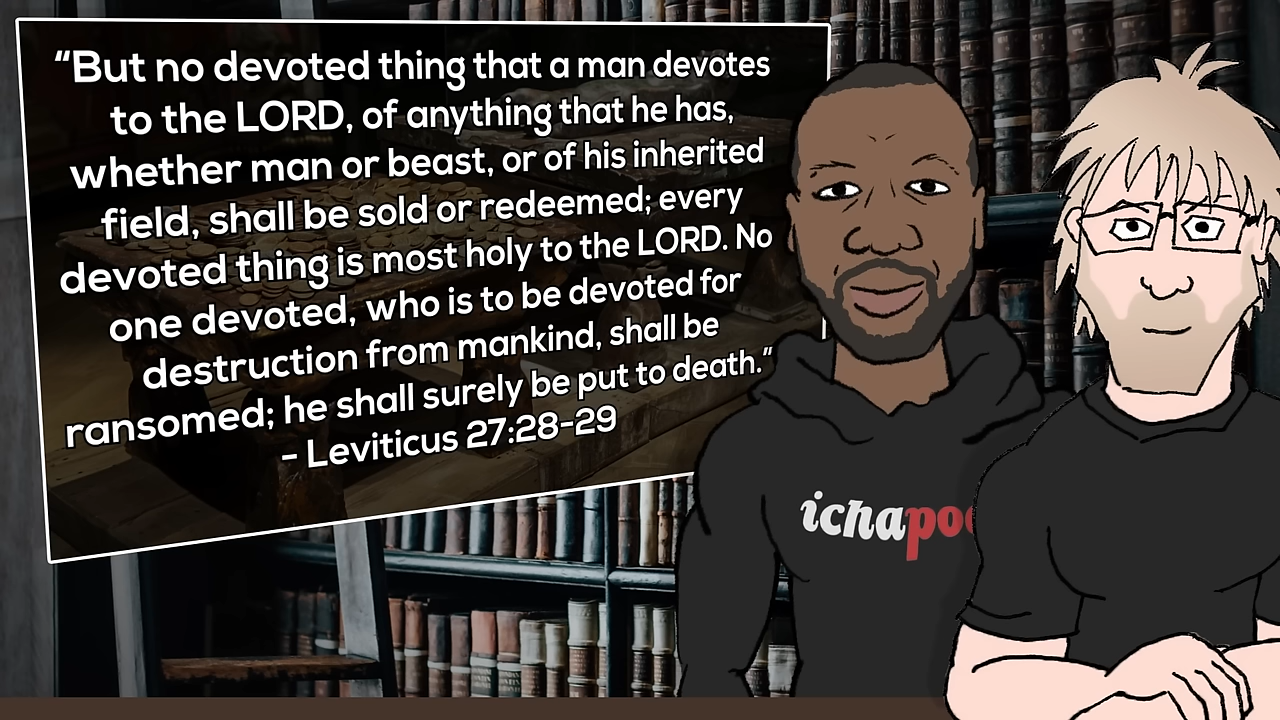 “But no devoted thing that a man devotes
to the LORD, of anything that he has,
whether man or beast, or of his inherited
field, shall be sold or redeemed; every
devoted thing is most holy to the LORD. No
one devoted, who is to be devoted for
destruction from mankind, shall be
ransomed; he shall surely be put to death.”
- Leviticus 27:28-29